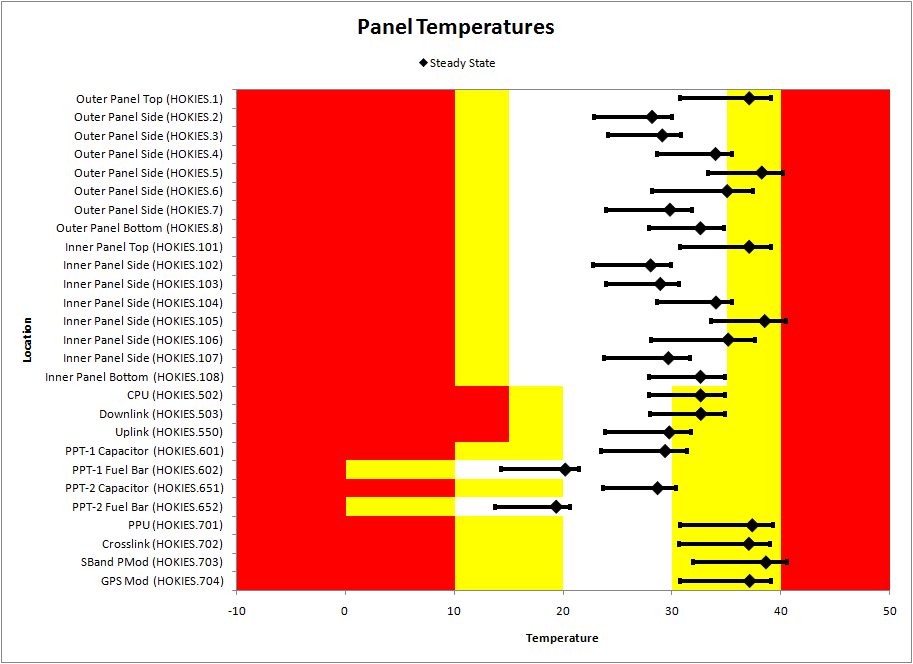 Panel Temperatures
Steady State
Outer Panel Top (HOKIES.1)
Outer Panel Side (HOKIES.2)
Outer Panel Side (HOKIES.3)
Outer Panel Side (HOKIES.4)
Outer Panel Side (HOKIES.5)
Outer Panel Side (HOKIES.6)
Outer Panel Side (HOKIES.7)
Outer Panel Bottom (HOKIES.8)
Inner Panel Top (HOKIES.101)
Inner Panel Side (HOKIES.102)
Inner Panel Side (HOKIES.103)
Inner Panel Side (HOKIES.104)
Inner Panel Side (HOKIES.105)
Inner Panel Side (HOKIES.106)
Inner Panel Side (HOKIES.107)
Inner Panel Bottom (HOKIES.108)
CPU (HOKIES.502)
Downlink (HOKIES.503)
Uplink (HOKIES.550)
PPT-1 Capacitor (HOKIES.601)
PPT-1 Fuel Bar (HOKIES.602)
PPT-2 Capacitor (HOKIES.651)
PPT-2 Fuel Bar (HOKIES.652)
PPU (HOKIES.701)
Crosslink (HOKIES.702)
SBand PMod (HOKIES.703)
GPS Mod (HOKIES.704)
Location
-10 0 10 20 30 40 50
Temperature